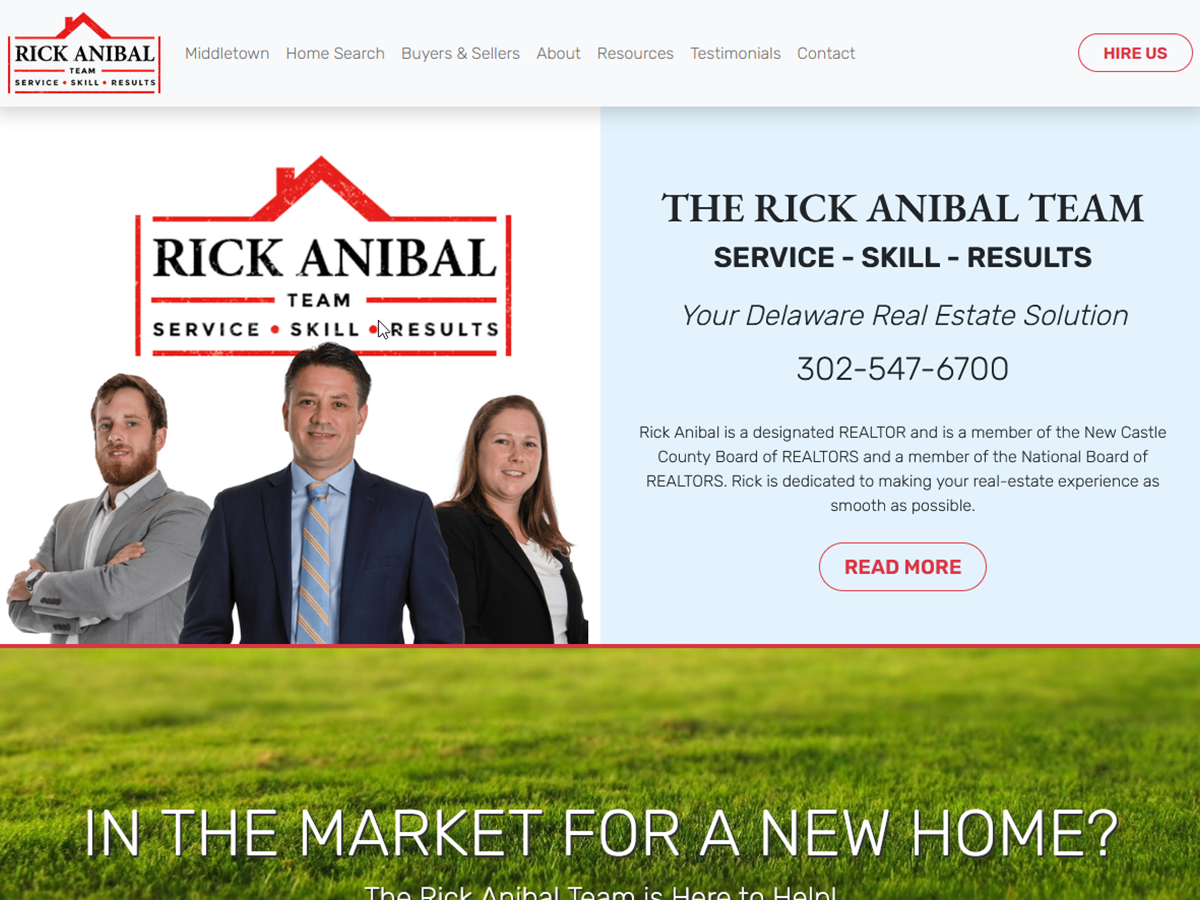 RICK ANIBAL
TEAM
SERVICE • SKILL • RESULTS
Middletown
Home Search
Buyers & Sellers
About
Resources
Testimonials
Contact
HIRE US
RICK ANIBAL
TEAM
SERVICE • SKILL • RESULTS
THE RICK ANIBAL TEAM
SERVICE - SKILL - RESULTS
Your Delaware Real Estate Solution
302-547-6700
Rick Anibal is a designated REALTOR and is a member of the New Castle
County Board of REALTORS and a member of the National Board of
REALTORS. Rick is dedicated to making your real-estate experience as
smooth as possible.
READ MORE
IN THE MARKET FOR A NEW HOME?
The Rick Anibal Team is Here to Help!